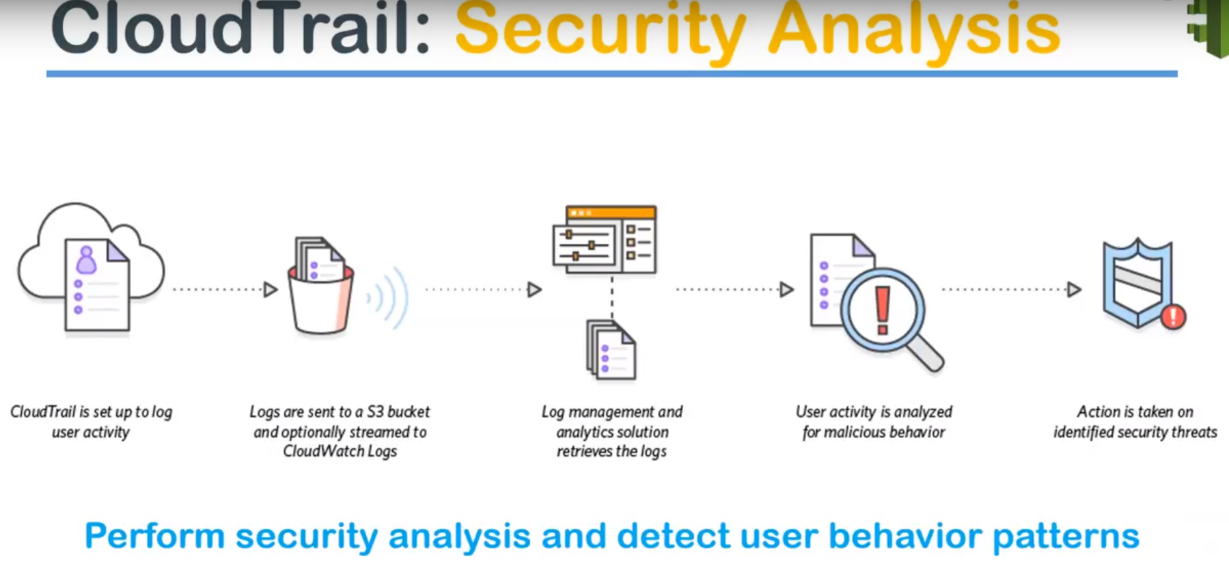 CloudTrail: Security Analysis
CloudTrail is set up to log
user activity
Logs are sent to a S3 bucket
and optionally streamed to
CloudWatch Logs
Log management and
analytics solution
retrieves the logs
User activity is analyzed
for malicious behavior
Action is taken on
identified security threats
Perform security analysis and detect user behavior patterns